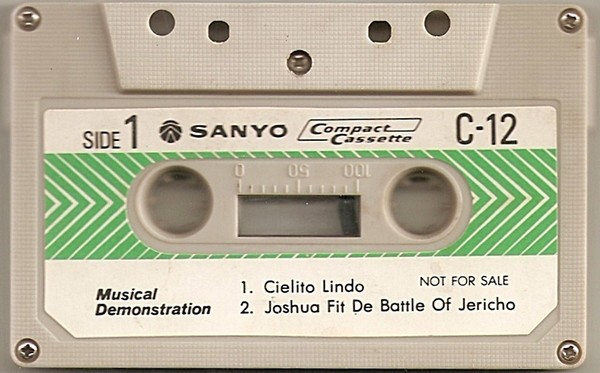 SIDE 1 SANYO Compact Cassette C-12
0 50 100
Musical
Demonstration
1. Cielito Lindo NOT FOR SALE
2. Joshua Fit De Battle Of Jericho